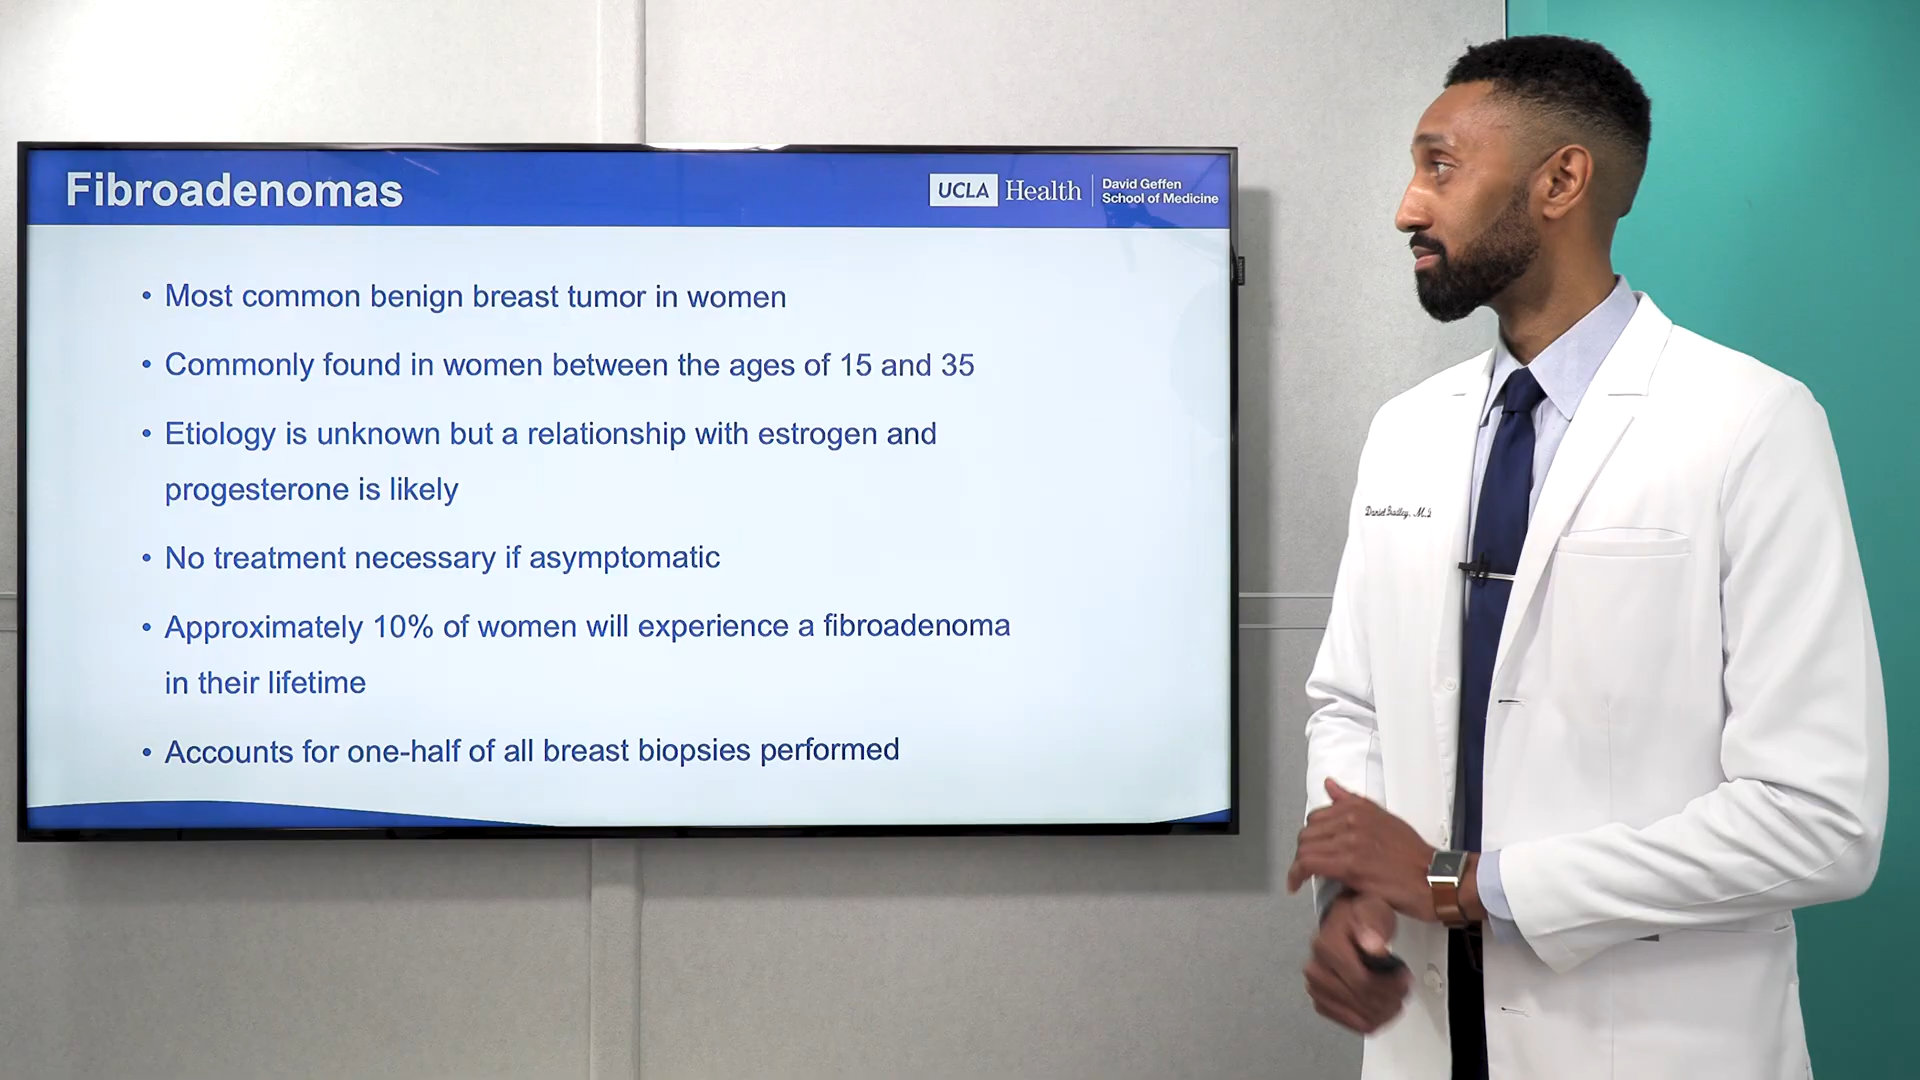 Fibroadenomas
UCLA Health
David Geffen
School of Medicine
• Most common benign breast tumor in women
• Commonly found in women between the ages of 15 and 35
• Etiology is unknown but a relationship with estrogen and
progesterone is likely
• No treatment necessary if asymptomatic
• Approximately 10% of women will experience a fibroadenoma
in their lifetime
• Accounts for one-half of all breast biopsies performed
Daniel Bradley, M.D